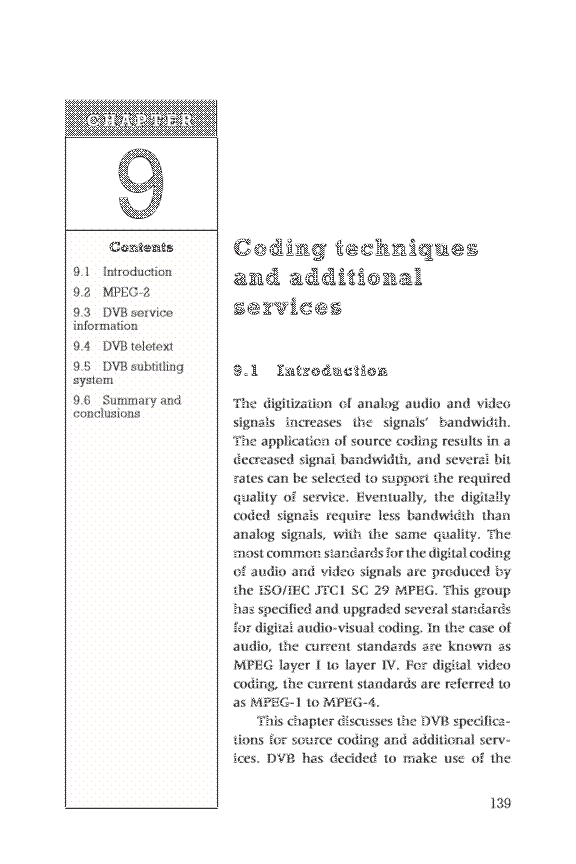 CHAPTER
9
Contents
9.1 Introduction
9.2 MPEG-2
9.3 DVB service
information
9.4 DVB teletext
9.5 DVB subtitling
system
9.6 Summary and
conclusions
Coding techniques
and additional
services
9.1 Introduction
The digitization of analog audio and video
signals increases the signals' bandwidth.
The application of source coding results in a
decreased signal bandwidth, and several bit
rates can be selected to support the required
quality of service. Eventually, the digitally
coded signals require less bandwidth than
analog signals, with the same quality. The
most common standards for the digital coding
of audio and video signals are produced by
the ISO/IEC JTC1 SC 29 MPEG. This group
has specified and upgraded several standards
for digital audio-visual coding. In the case of
audio, the current standards are known as
MPEG layer I to layer IV. For digital video
coding, the current standards are referred to
as MPEG-1 to MPEG-4.
This chapter discusses the DVB specifica-
tions for source coding and additional serv-
ices. DVB has decided to make use of the
139